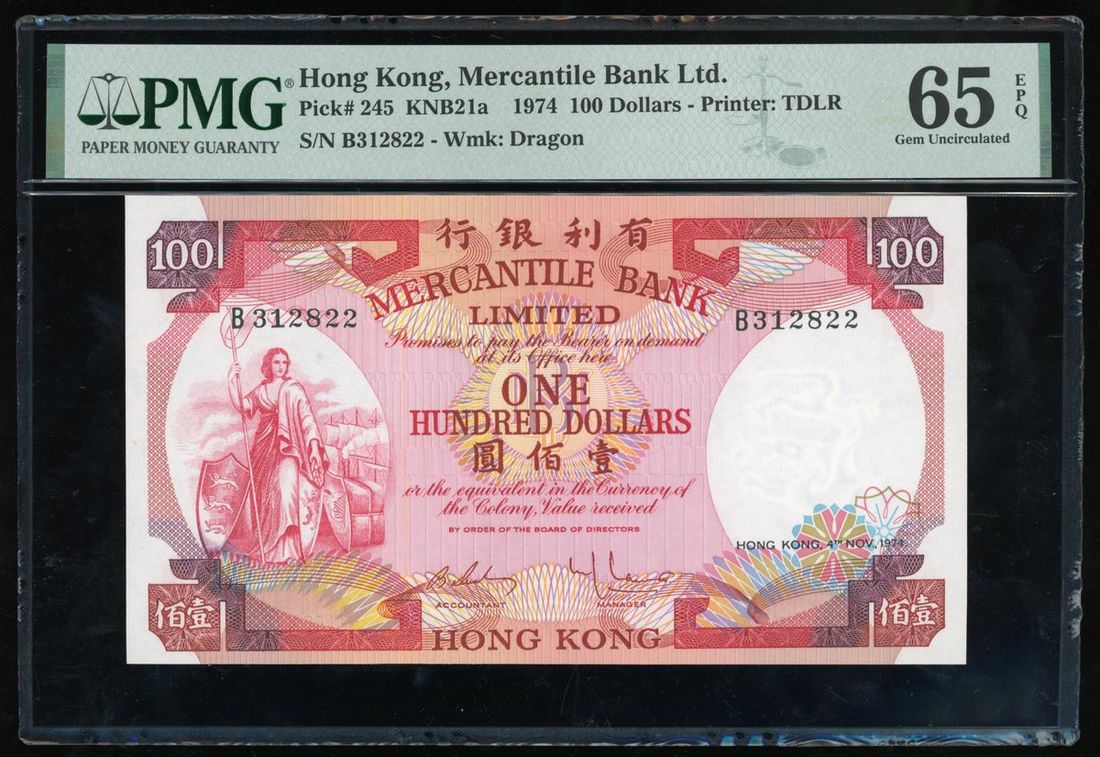 PMG®
PAPER MONEY GUARANTY
Hong Kong, Mercantile Bank Ltd.
Pick# 245 KNB21a 1974 100 Dollars - Printer: TDLR
S/N B312822 - Wmk: Dragon
65 EPQ
Gem Uncirculated
100
行銀利有
100
MERCANTILE BANK
LIMITED
B312822
B312822
Promises to pay the Bearer on demand
at its Office here
ONE
HUNDRED DOLLARS
圓佰壹
or the equivalent in the Currency of
the Colony, Value received
BY ORDER OF THE BOARD OF DIRECTORS
HONG KONG, 4TH NOV, 1974
ACCOUNTANT
MANAGER
佰壹
HONG KONG
佰壹